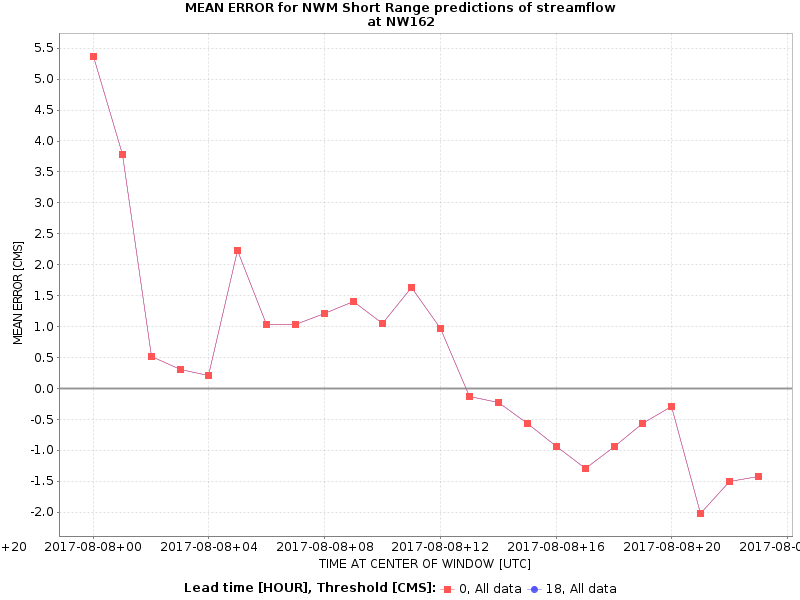 MEAN ERROR for NWM Short Range predictions of streamflow
at NW162
5.5
5.0
4.5
4.0
3.5
3.0
2.5
2.0
1.5
1.0
0.5
0.0
-0.5
-1.0
-1.5
-2.0
MEAN ERROR [CMS]
+20 2017-08-08+00 2017-08-08+04 2017-08-08+08 2017-08-08+12 2017-08-08+16 2017-08-08+20 2017-08-0
TIME AT CENTER OF WINDOW [UTC]
Lead time [HOUR], Threshold [CMS]: 0, All data 18, All data